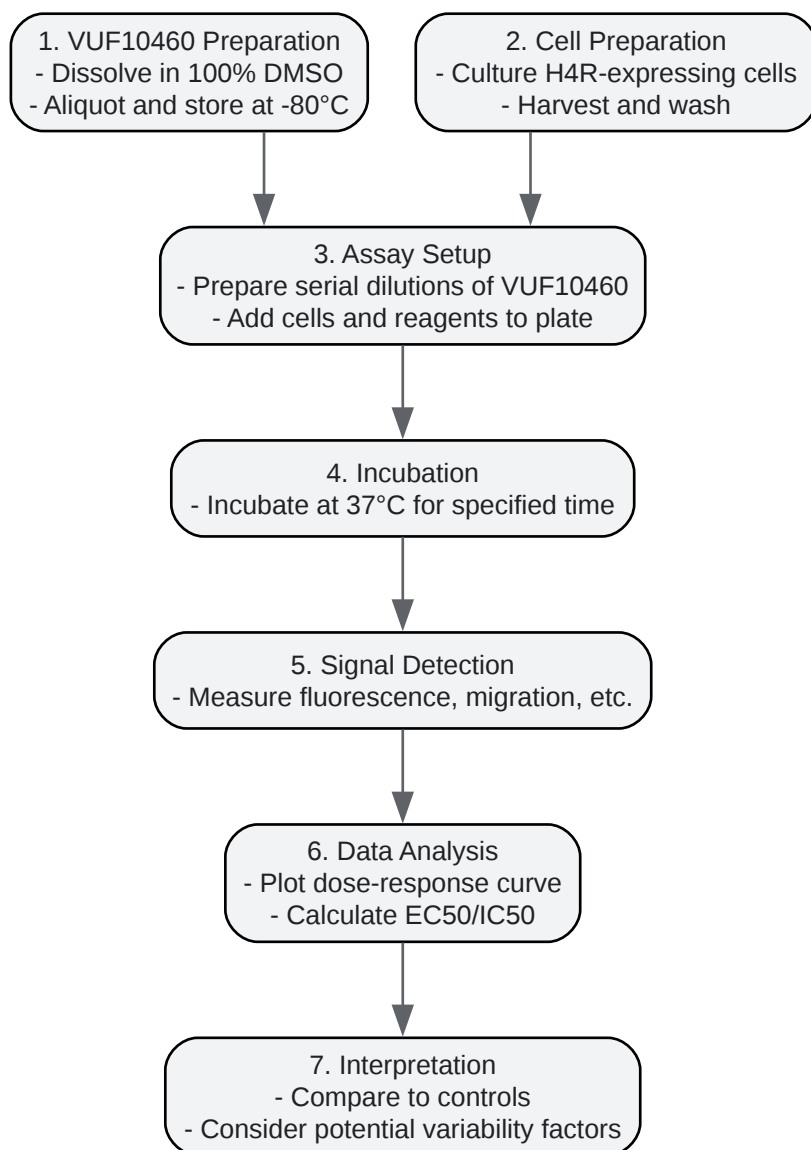 1. VUF10460 Preparation
- Dissolve in 100% DMSO
- Aliquot and store at -80°C
2. Cell Preparation
- Culture H4R-expressing cells
- Harvest and wash
3. Assay Setup
- Prepare serial dilutions of VUF10460
- Add cells and reagents to plate
4. Incubation
- Incubate at 37°C for specified time
5. Signal Detection
- Measure fluorescence, migration, etc.
6. Data Analysis
- Plot dose-response curve
- Calculate EC50/IC50
7. Interpretation
- Compare to controls
- Consider potential variability factors